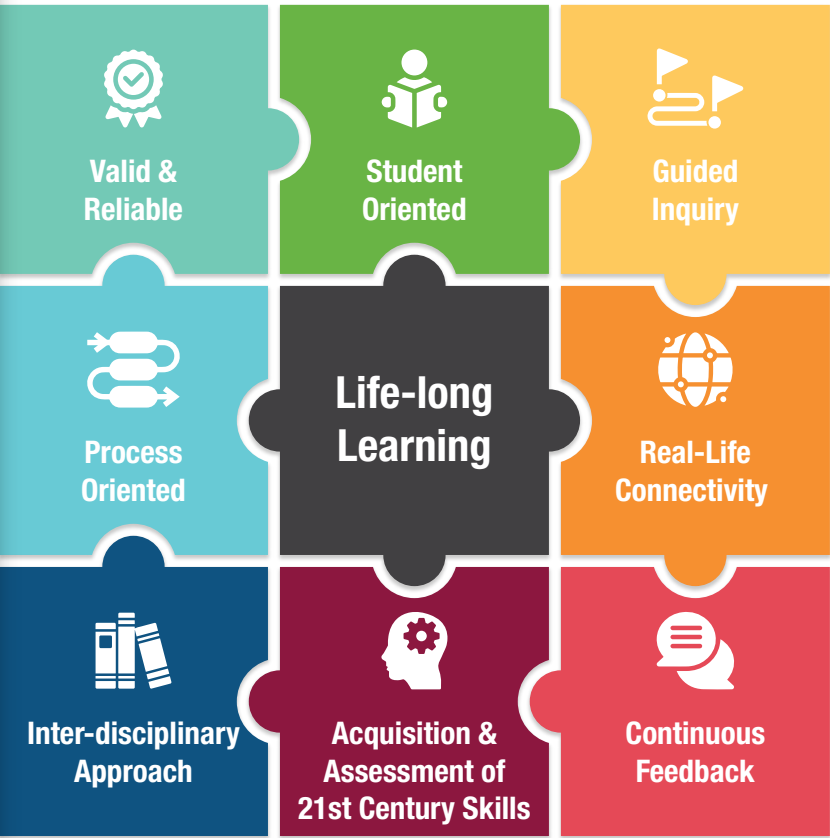 Valid &
Reliable
Student
Oriented
Guided
Inquiry
Process
Oriented
Life-long
Learning
Real-Life
Connectivity
Inter-disciplinary
Approach
Acquisition &
Assessment of
21st Century Skills
Continuous
Feedback